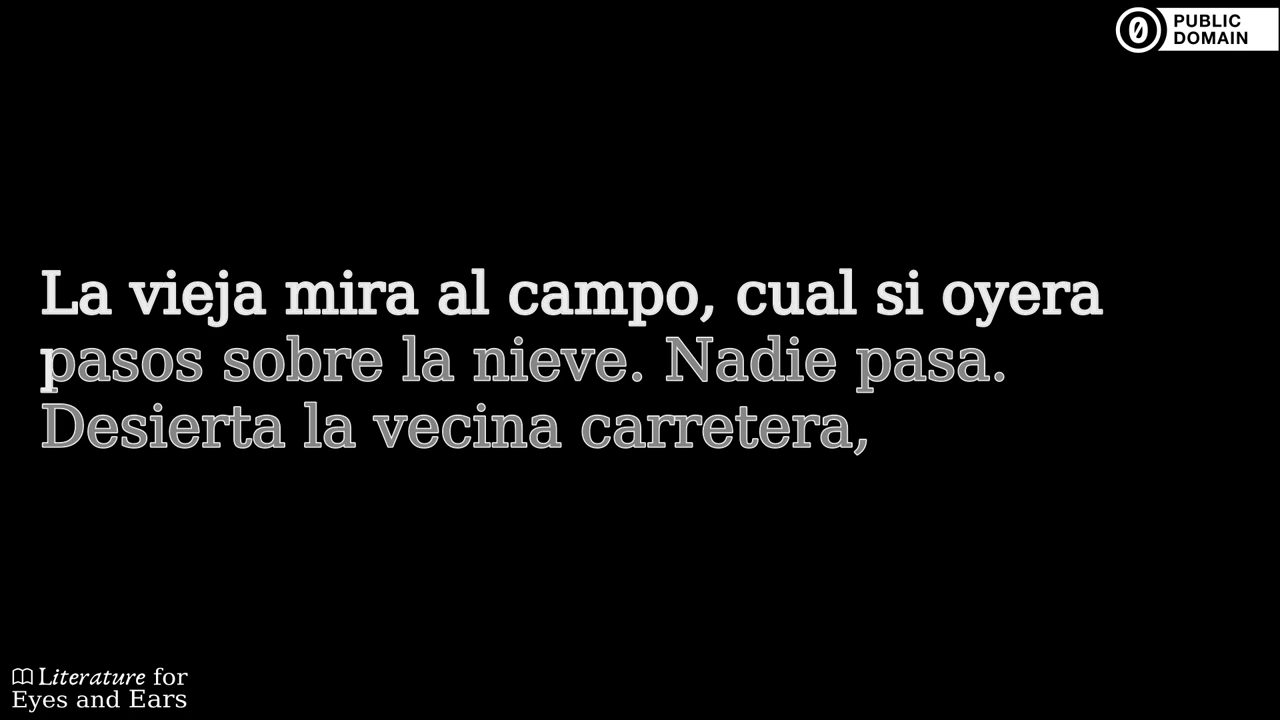 PUBLIC
DOMAIN
La vieja mira al campo, cual si oyera
pasos sobre la nieve. Nadie pasa.
Desierta la vecina carretera,
Literature for
Eyes and Ears